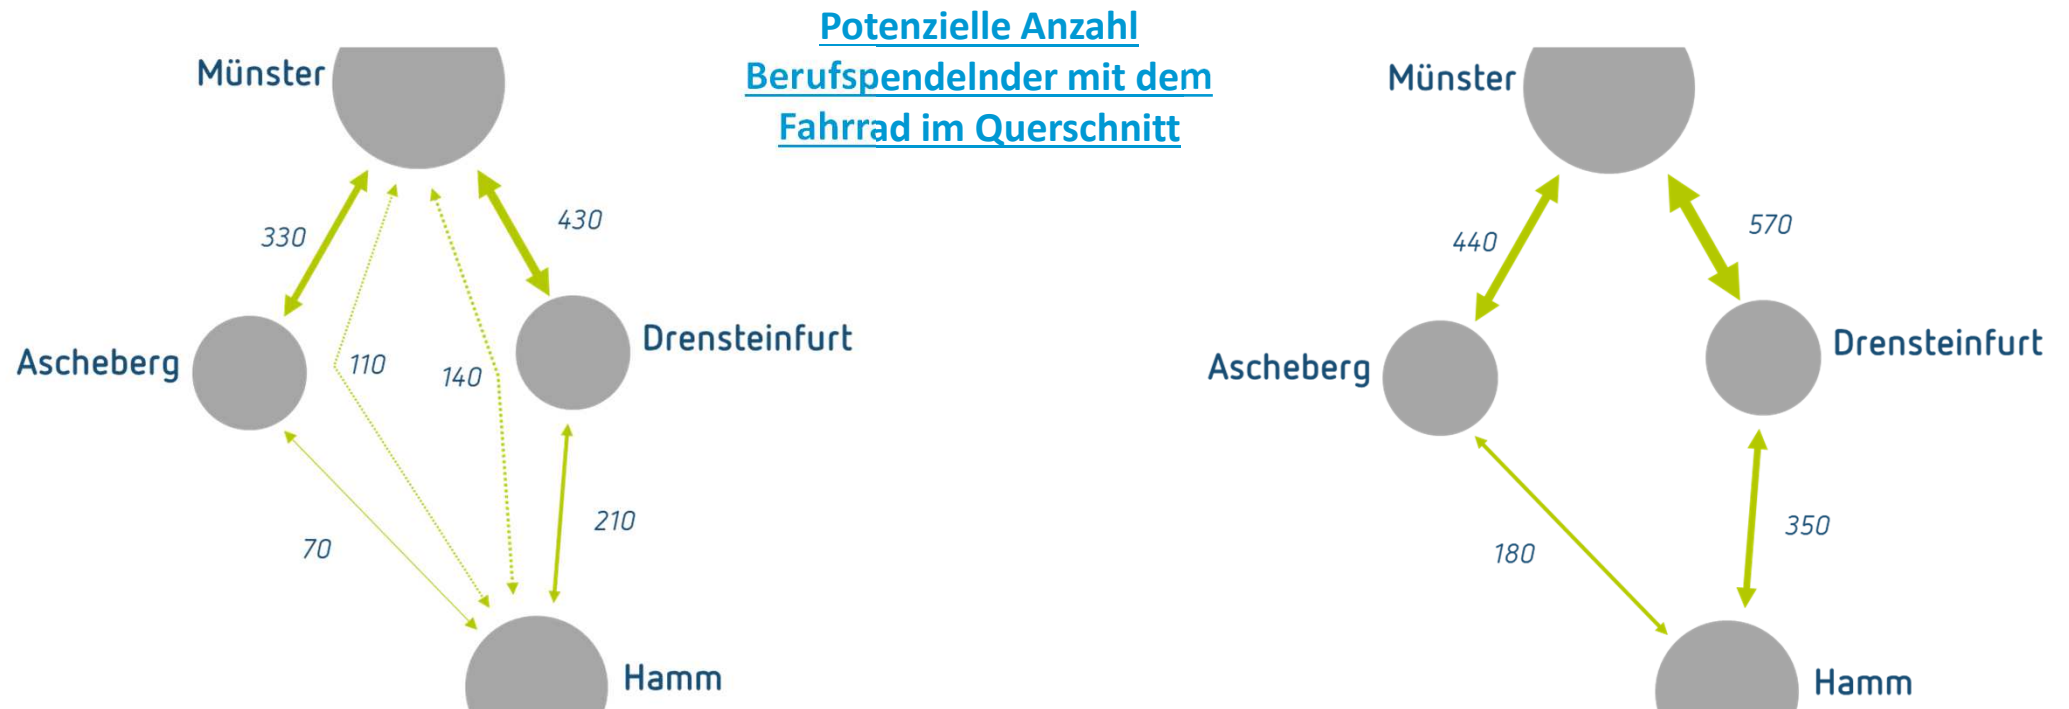 Potenzielle Anzahl
Berufspendelnder mit dem
Fahrrad im Querschnitt
Münster
330
430
Ascheberg
110
140
Drensteinfurt
70
210
Hamm
Münster
440
570
Ascheberg
Drensteinfurt
180
350
Hamm